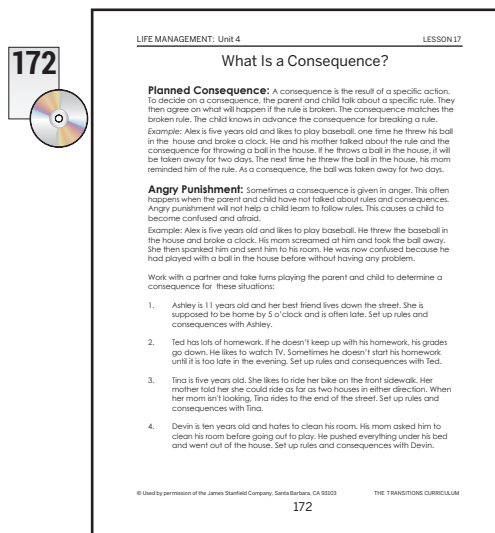 LIFE MANAGEMENT: Unit 4 LESSON 17
172
What Is a Consequence?
Planned Consequence: A consequence is the result of a specific action.
To decide on a consequence, the parent and child talk about a specific rule. They
then agree on what will happen if the rule is broken. The consequence matches the
broken rule. The child knows in advance the consequence for breaking a rule.
Example: Alex is five years old and likes to play baseball. one time he threw his ball
in the house and broke a clock. He and his mother talked about the rule and the
consequence for throwing a ball in the house. If he throws a ball in the house, it will
be taken away for two days. The next time he threw the ball in the house, his mom
reminded him of the rule. As a consequence, the ball was taken away for two days.
Angry Punishment: Sometimes a consequence is given in anger. This often
happens when the parent and child have not talked about rules and consequences.
Angry punishment will not help a child learn to follow rules. This causes a child to
become confused and afraid.
Example: Alex is five years old and likes to play baseball. He threw the baseball in
the house and broke a clock. His mom screamed at him and took the ball away.
She then spanked him and sent him to his room. He was now confused because he
had played with a ball in the house before without having any problem.
Work with a partner and take turns playing the parent and child to determine a
consequence for these situations:
1. Ashley is 11 years old and her best friend lives down the street. She is
supposed to be home by 5 o'clock and is often late. Set up rules and
consequences with Ashley.
2. Ted has lots of homework. If he doesn't keep up with his homework, his grades
go down. He likes to watch TV. Sometimes he doesn't start his homework
until it is too late in the evening. Set up rules and consequences with Ted.
3. Tina is five years old. She likes to ride her bike on the front sidewalk. Her
mother told her she could ride as far as two houses in either direction. When
her mom isn't looking, Tina rides to the end of the street. Set up rules and
consequences with Tina.
4. Devin is ten years old and hates to clean his room. His mom asked him to
clean his room before going out to play. He pushed everything under his bed
and went out of the house. Set up rules and consequences with Devin.
© Used by permission of the James Stanfield Company, Santa Barbara, CA 93103 THE TRANSITIONS CURRICULUM
172